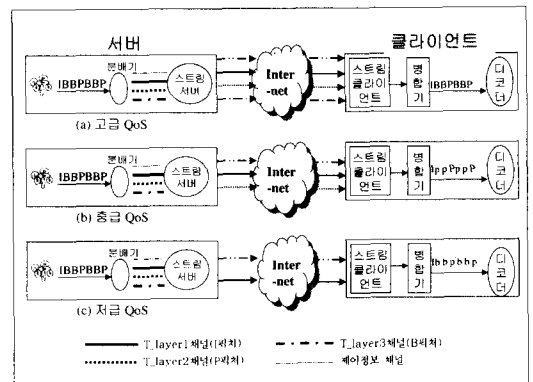 서버 클라이언트
IBBPBBP 분배기 스트림 서버 Inter -net 스트림 클라이언트 병합기 IBBPBBP 디코더
(a) 고급 QoS
IBBPBBP 분배기 스트림 서버 Inter -net 스트림 클라이언트 병합기 IppPppP 디코더
(b) 중급 QoS
IBBPBBP 분배기 스트림 서버 Inter -net 스트림 클라이언트 병합기 Ibbpbbp 디코더
(c) 저급 QoS
T_layer1채널(I픽처) T_layer3채널(B픽처)
T_layer2채널(P픽처) 제어정보 채널